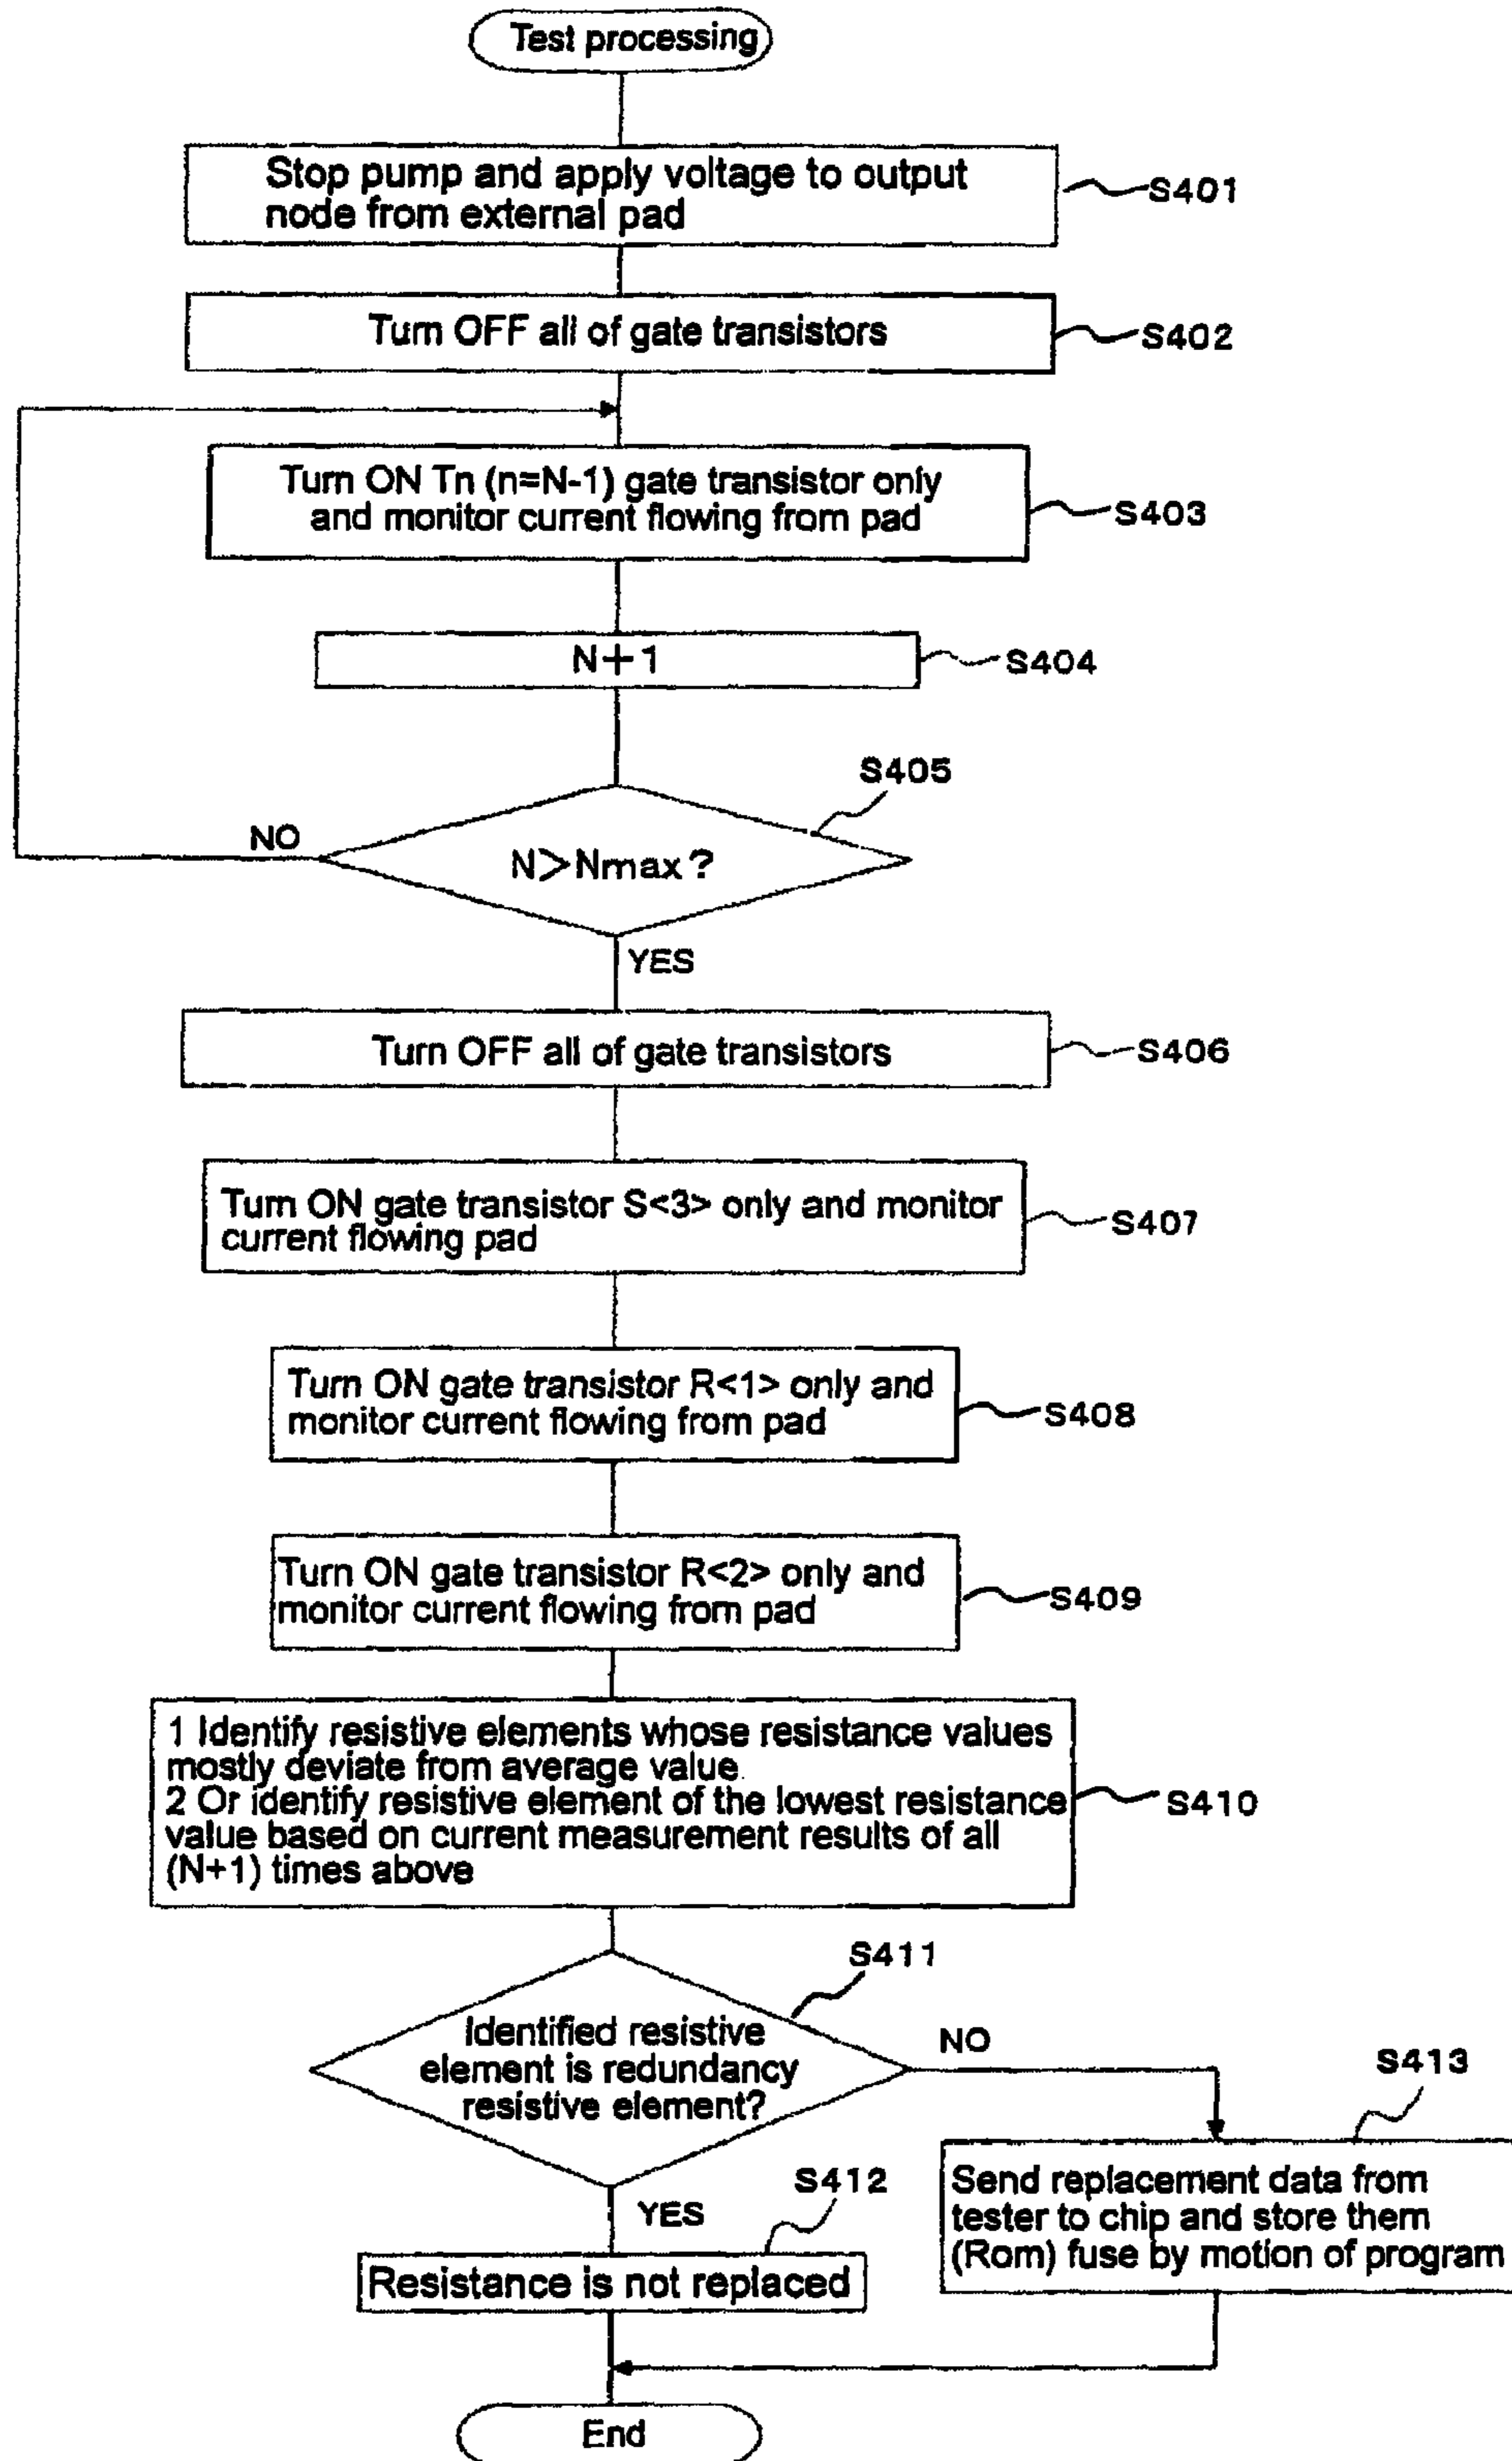 Test processing
Stop pump and apply voltage to output
node from external pad
S401
Turn OFF all of gate transistors
S402
Turn ON Tn (n=N-1) gate transistor only
and monitor current flowing from pad
S403
N+1
S404
S405
N>Nmax?
NO
YES
Turn OFF all of gate transistors
S406
Turn ON gate transistor S<3> only and monitor
current flowing pad
S407
Turn ON gate transistor R<1> only and
monitor current flowing from pad
S408
Turn ON gate transistor R<2> only and
monitor current flowing from pad
S409
1 Identify resistive elements whose resistance values
mostly deviate from average value.
2 Or identify resistive element of the lowest resistance
value based on current measurement results of all
(N+1) times above
S410
S411
Identified resistive
element is redundancy
resistive element?
NO
YES
S412
Resistance is not replaced
S413
Send replacement data from
tester to chip and store them
(Rom) fuse by motion of program
End